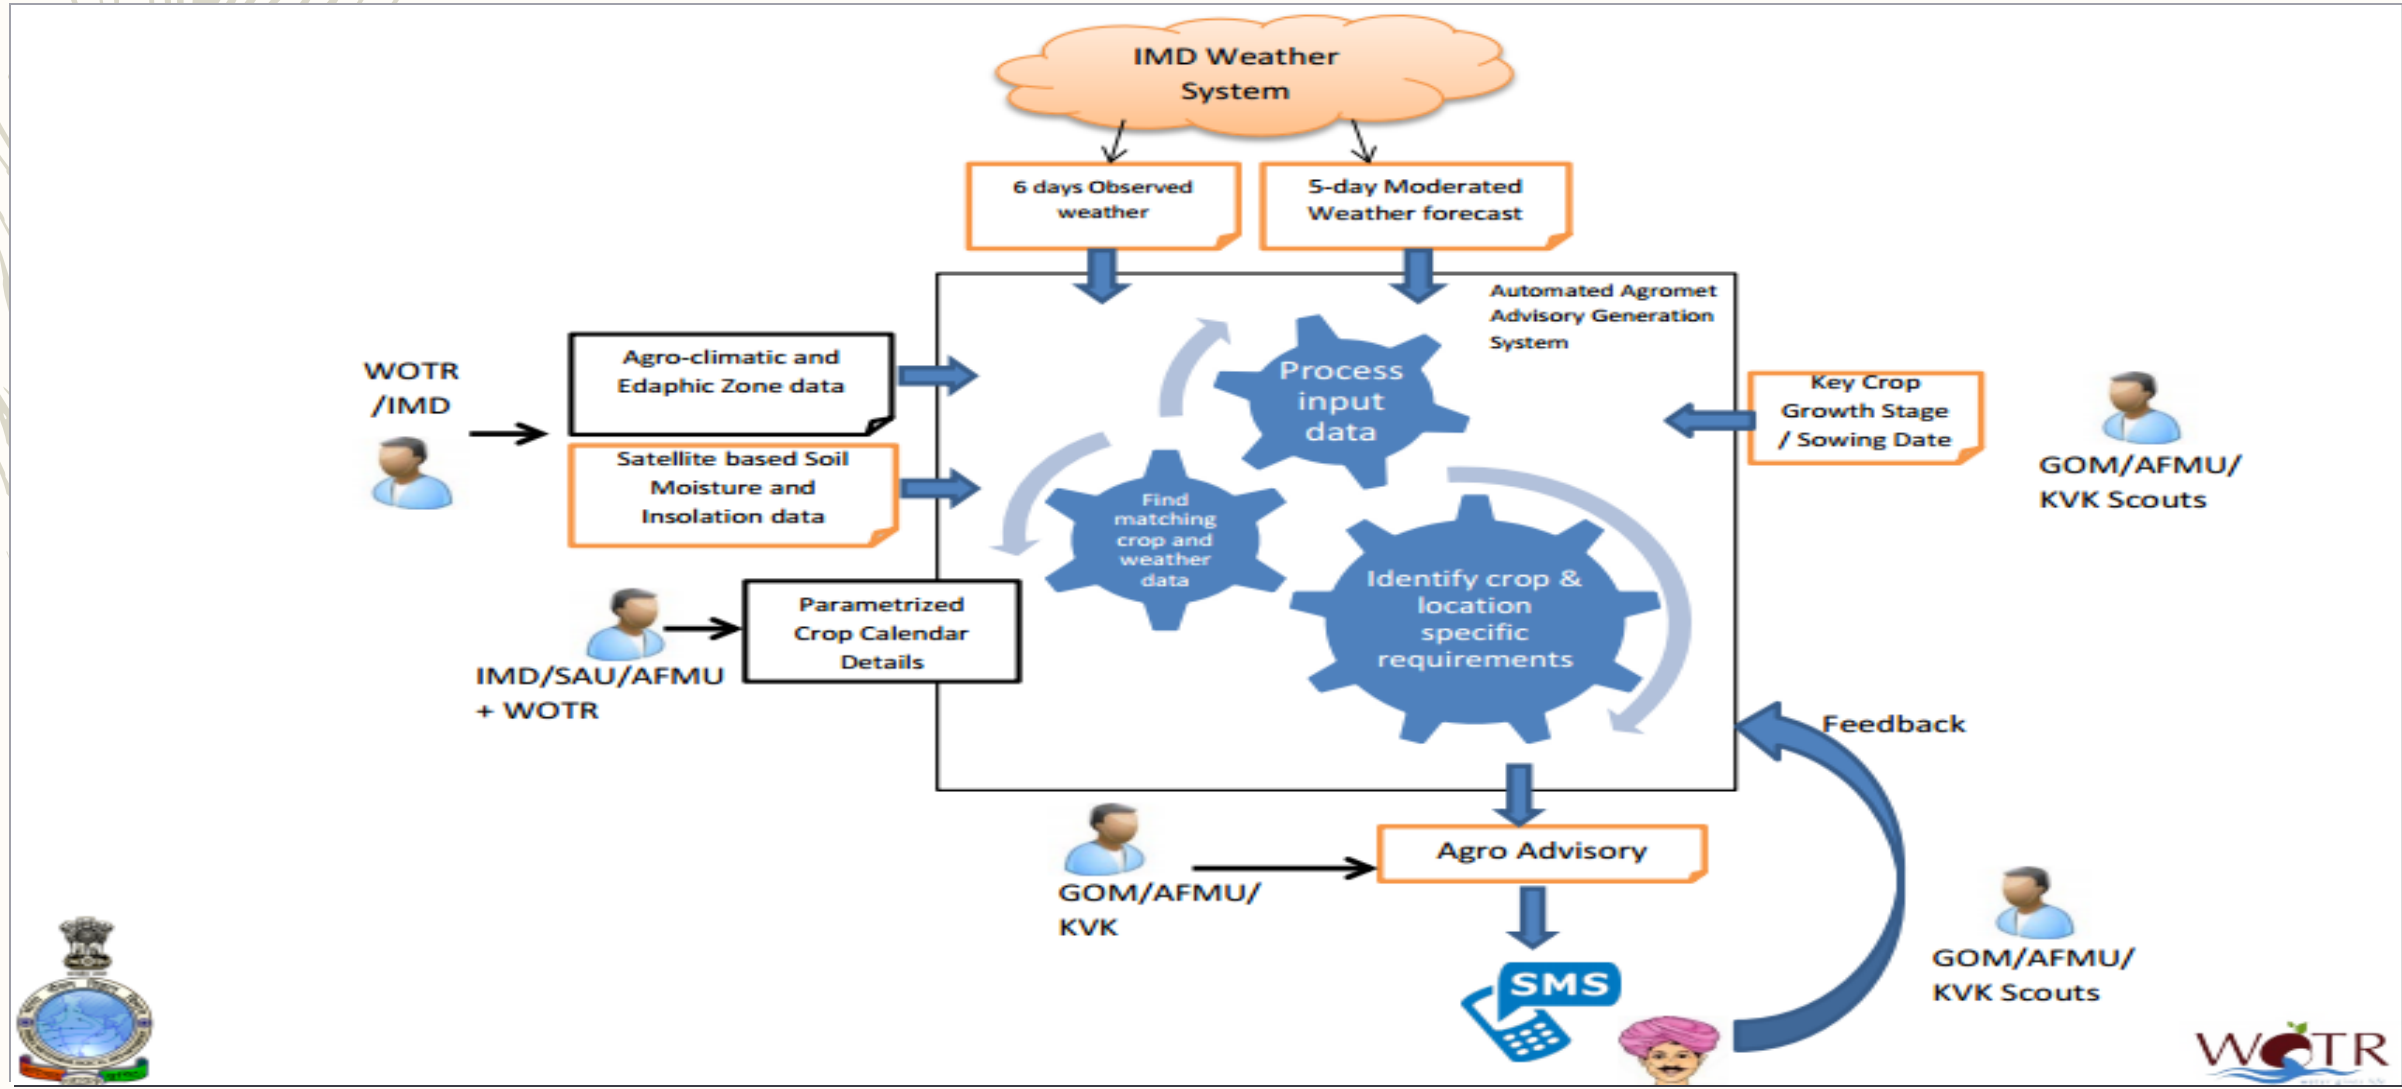 IMD Weather
System
6 days Observed
weather
5-day Moderated
Weather forecast
Automated Agromet
Advisory Generation
System
WOTR
/IMD
Agro-climatic and
Edaphic Zone data
Satellite based Soil
Moisture and
Insolation data
Process
input
data
Key Crop
Growth Stage
/ Sowing Date
GOM/AFMU/
KVK Scouts
Find
matching
crop and
weather
data
Identify crop &
location
specific
requirements
Parametrized
Crop Calendar
Details
IMD/SAU/AFMU
+ WOTR
Feedback
Agro Advisory
GOM/AFMU/
KVK
SMS
GOM/AFMU/
KVK Scouts
WOTR